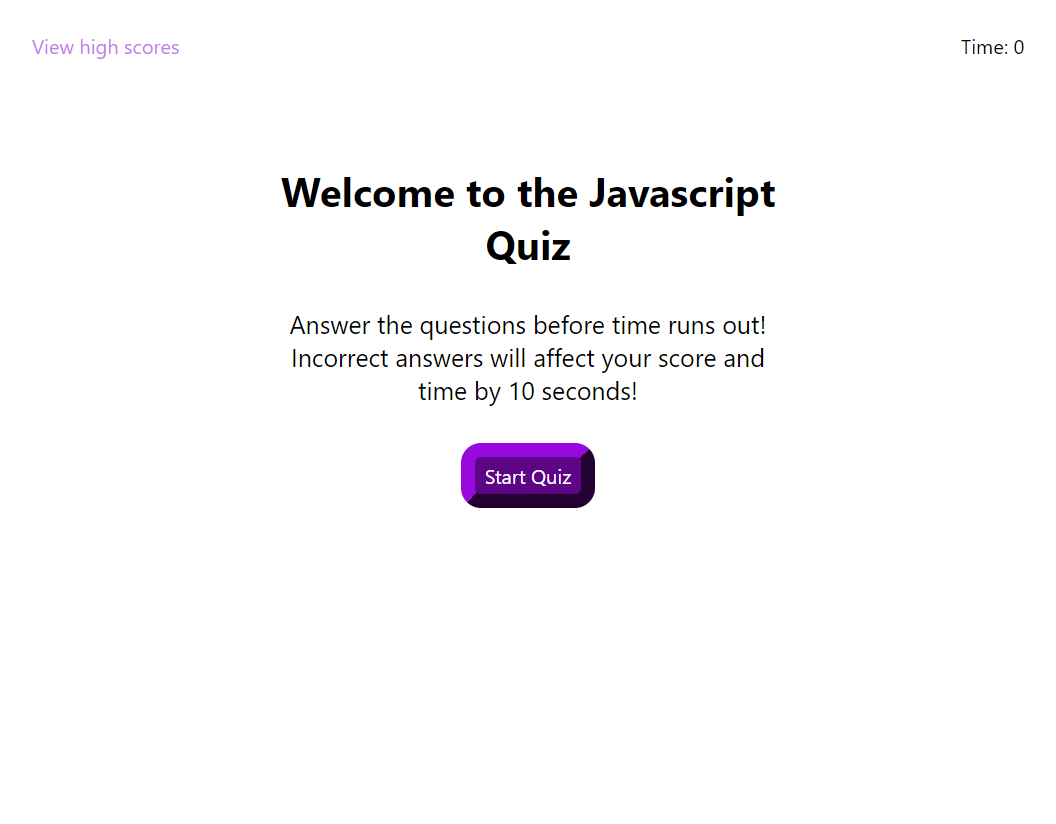 View high scores
Time: 0
Welcome to the Javascript
Quiz
Answer the questions before time runs out!
Incorrect answers will affect your score and
time by 10 seconds!
Start Quiz